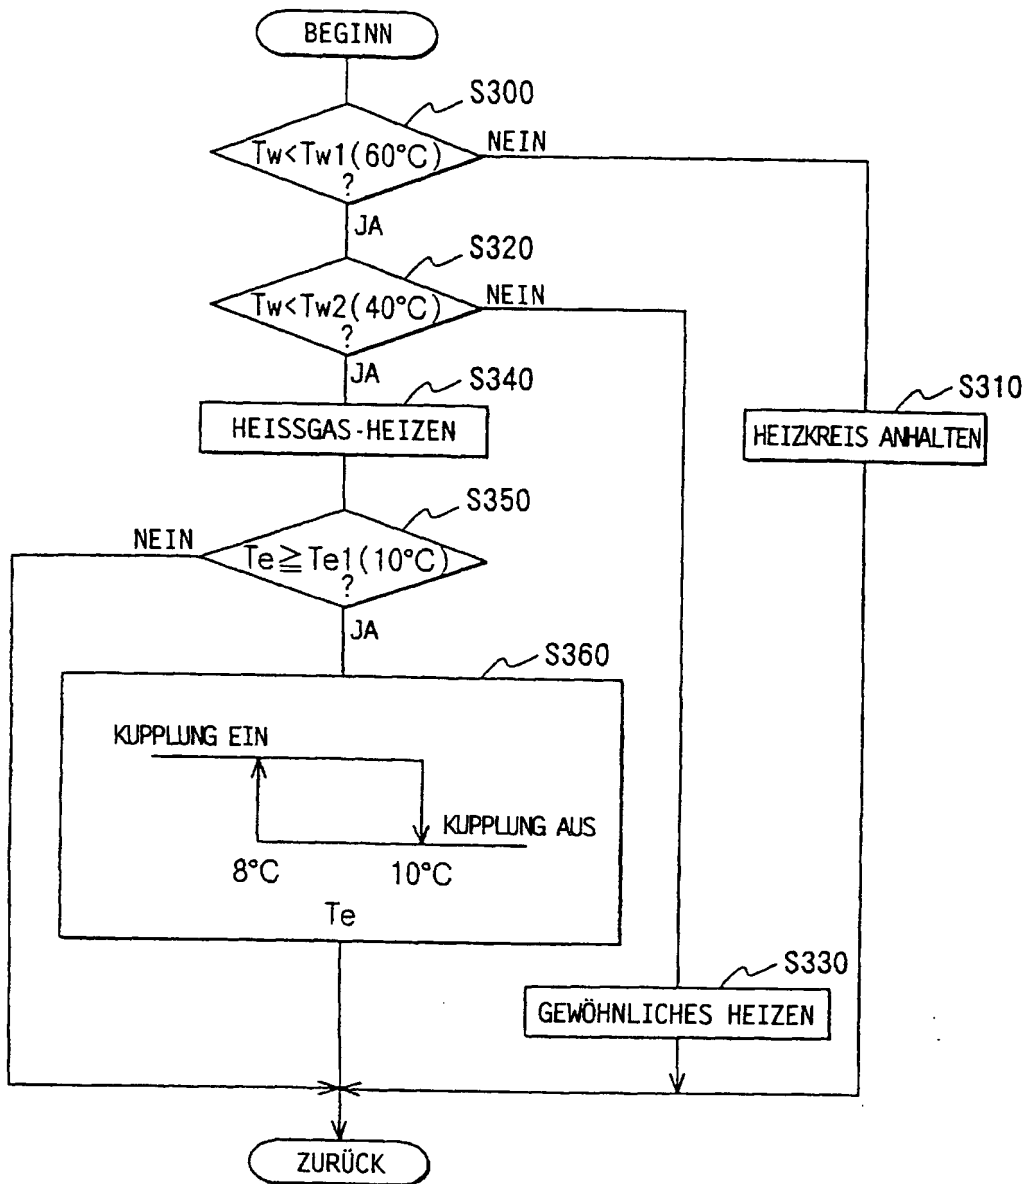 BEGINN
S300
Tw<Tw1(60°C)
?
NEIN
JA
S320
Tw<Tw2(40°C)
?
NEIN
JA
S340
HEISSGAS-HEIZEN
S310
HEIZKREIS ANHALTEN
S350
NEIN
Te≧Te1(10°C)
?
JA
S360
KUPPLUNG EIN
KUPPLUNG AUS
8°C
10°C
Te
S330
GEWÖHNLICHES HEIZEN
ZURÜCK